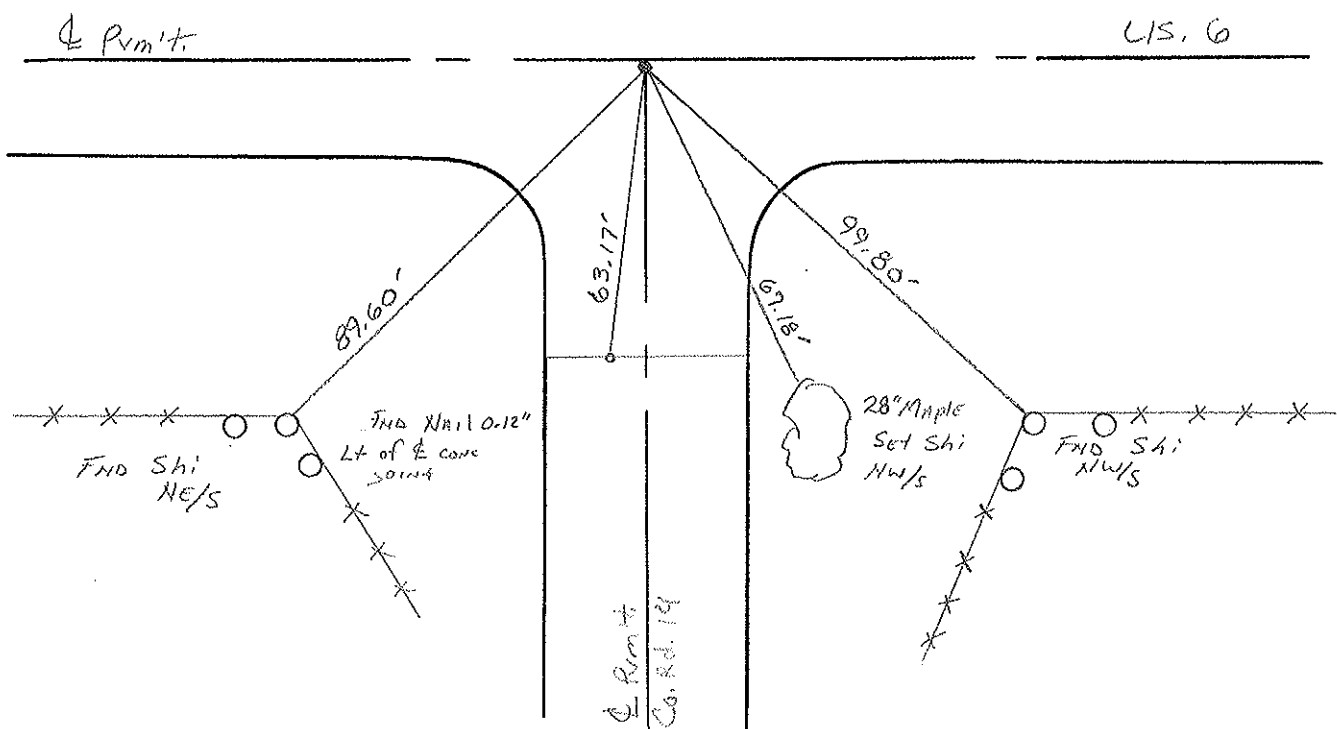 ℄ Pvm't.
U.S. 6
89.60'
63.17'
67.18'
99.80'
FND Nail 0.12"
Lt of ℄ conc
FND Shi
NE/S
28" Maple
Set Shi
NW/S
FND Shi
NW/S
℄ Pvm't.
Co. Rd. 14